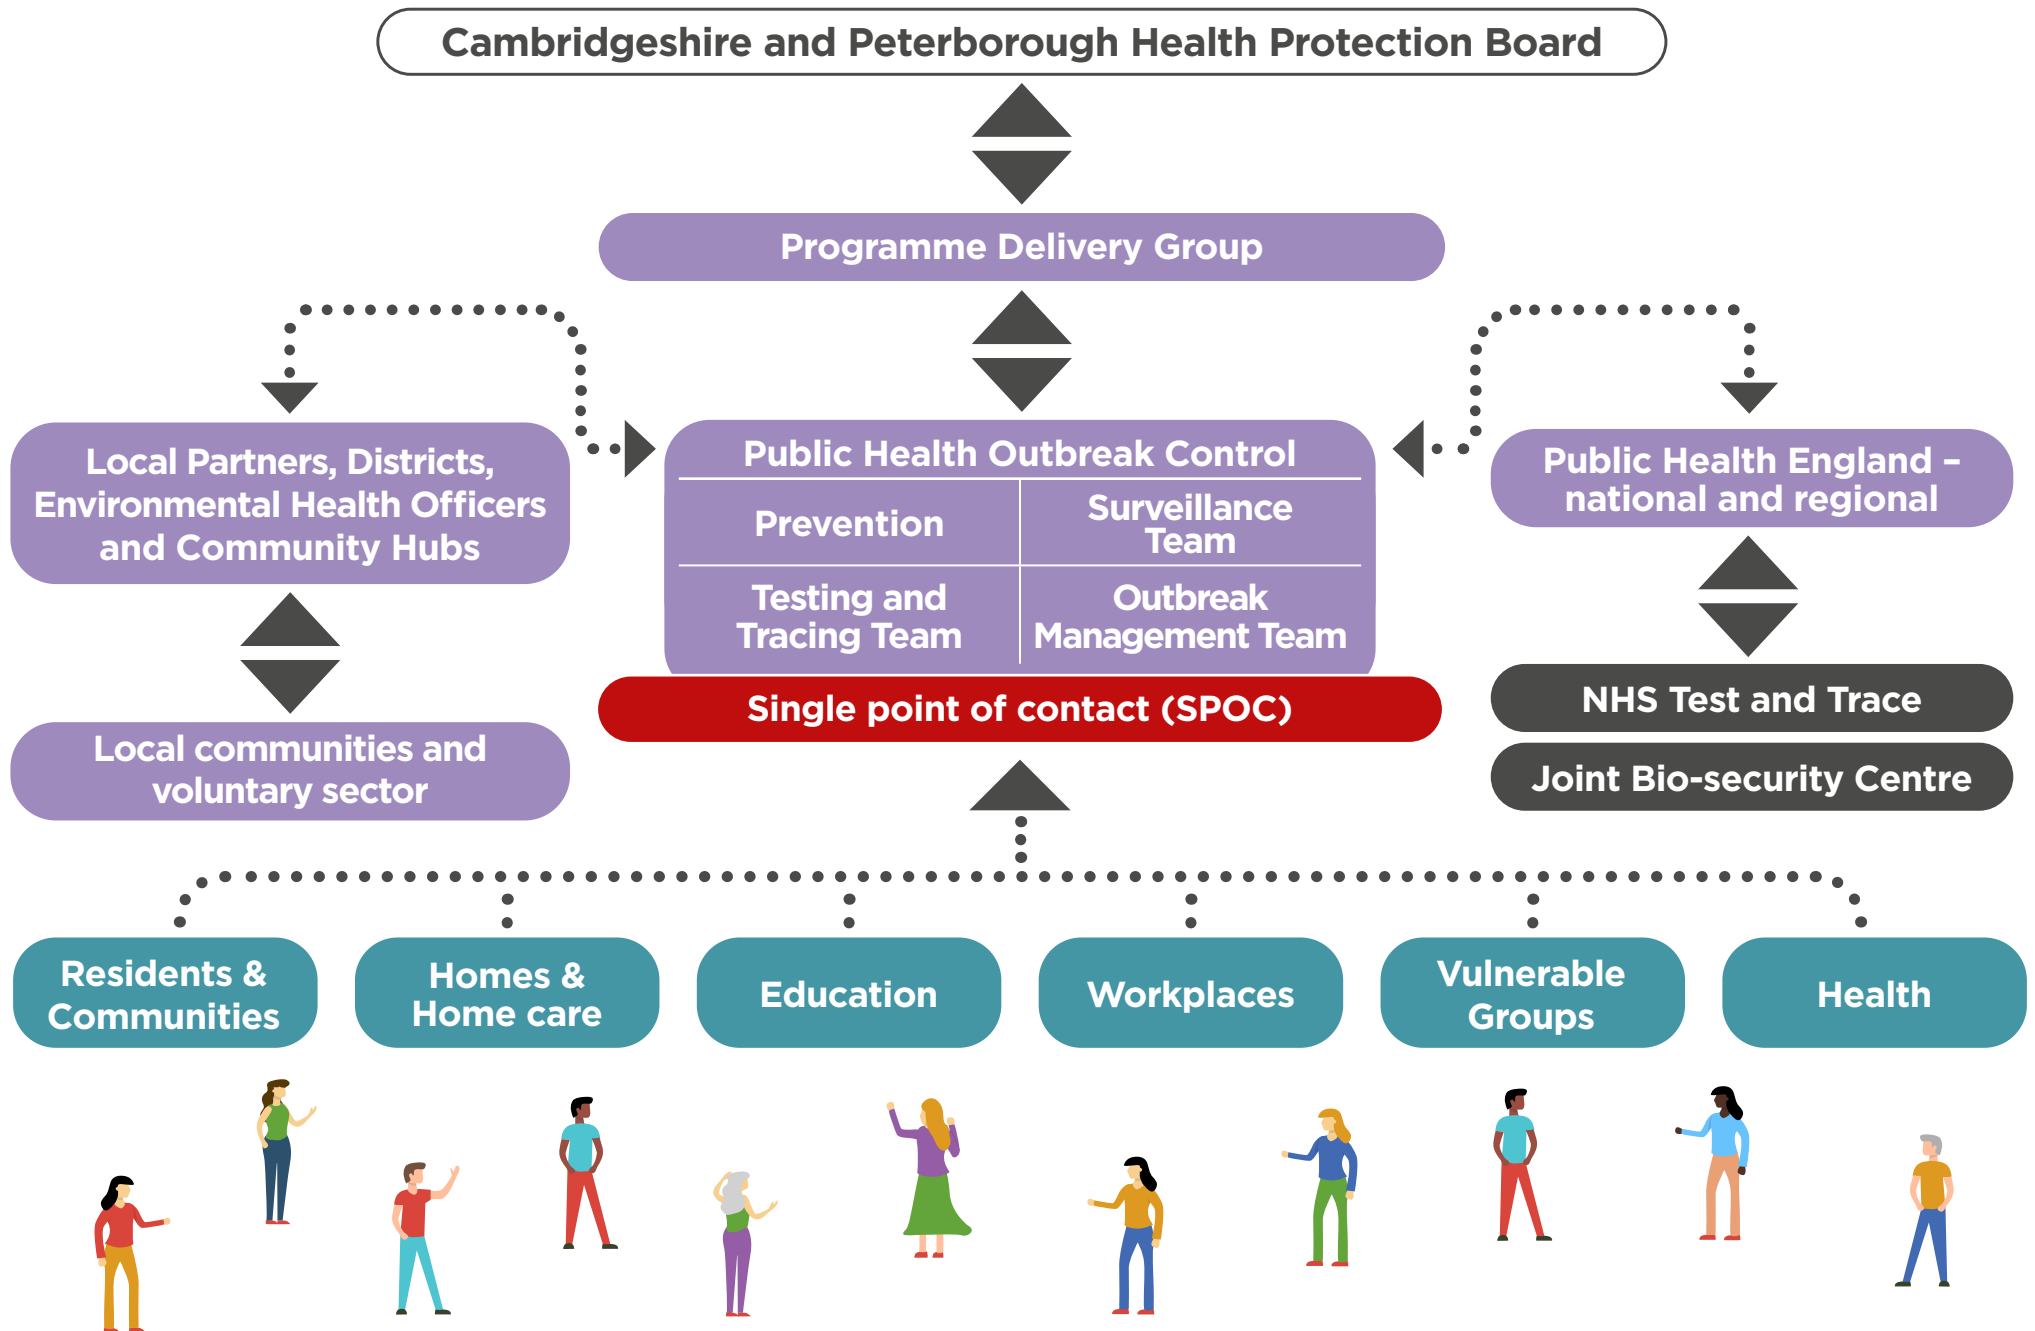 Cambridgeshire and Peterborough Health Protection Board
Programme Delivery Group
Local Partners, Districts,
Environmental Health Officers
and Community Hubs
Public Health Outbreak Control
Prevention
Surveillance
Team
Testing and
Tracing Team
Outbreak
Management Team
Single point of contact (SPOC)
Public Health England –
national and regional
NHS Test and Trace
Joint Bio-security Centre
Local communities and
voluntary sector
Residents &
Communities
Homes &
Home care
Education
Workplaces
Vulnerable
Groups
Health